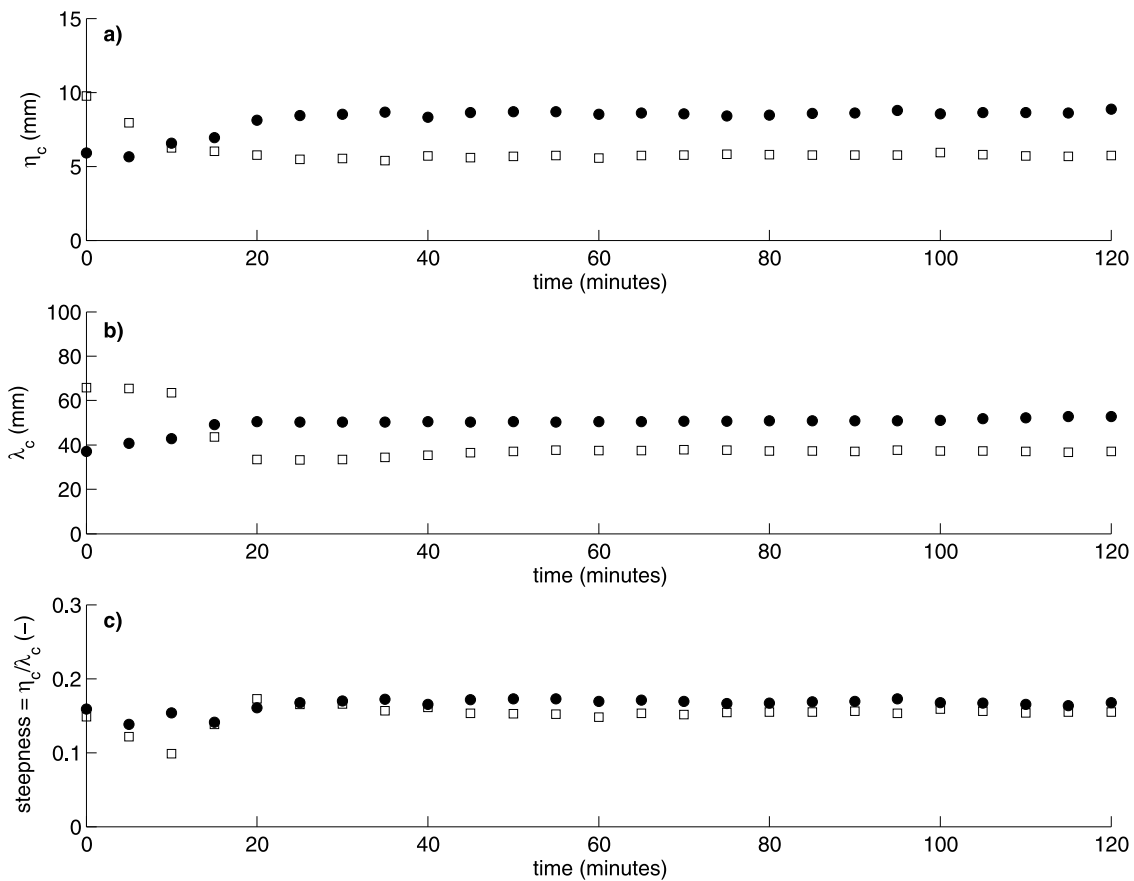 15
a)
10
5
0
η_c (mm)
0 20 40 60 80 100 120
time (minutes)
100
b)
80
60
40
20
0
λ_c (mm)
0 20 40 60 80 100 120
time (minutes)
0.3
c)
0.2
0.1
0
steepness = η_c/λ_c (−)
0 20 40 60 80 100 120
time (minutes)